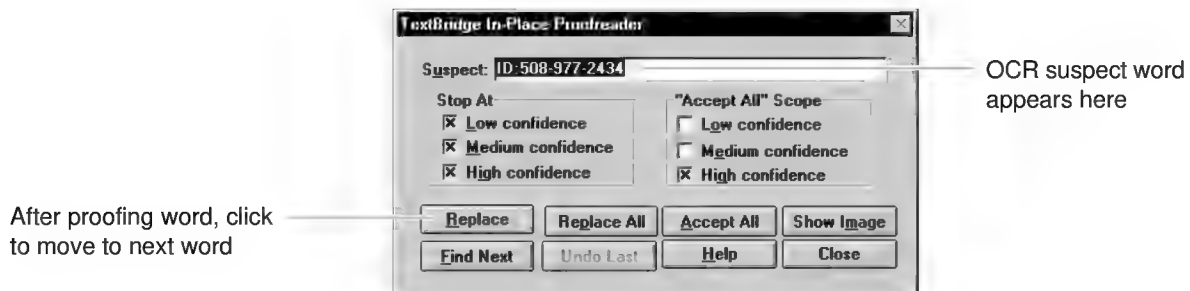 TextBridge In-Place Proofreader
Suspect: ID:508-977-2434
OCR suspect word
appears here
Stop At
Low confidence
Medium confidence
High confidence
"Accept All" Scope
Low confidence
Medium confidence
High confidence
After proofing word, click
to move to next word
Replace Replace All Accept All Show Image
Find Next Undo Last Help Close